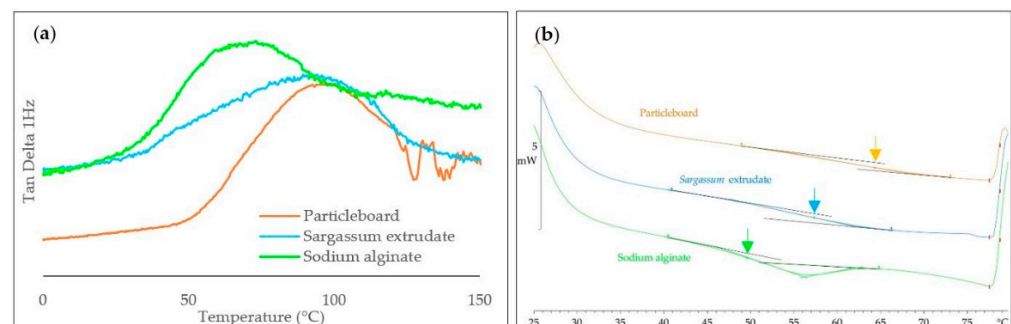 (a)
Tan Delta 1Hz
Particleboard
Sargassum extrudate
Sodium alginate
0 50 100 150
Temperature (°C)
(b)
Particleboard
5
mW
Sargassum extrudate
Sodium alginate
25 30 35 40 45 50 55 60 65 70 75 °C